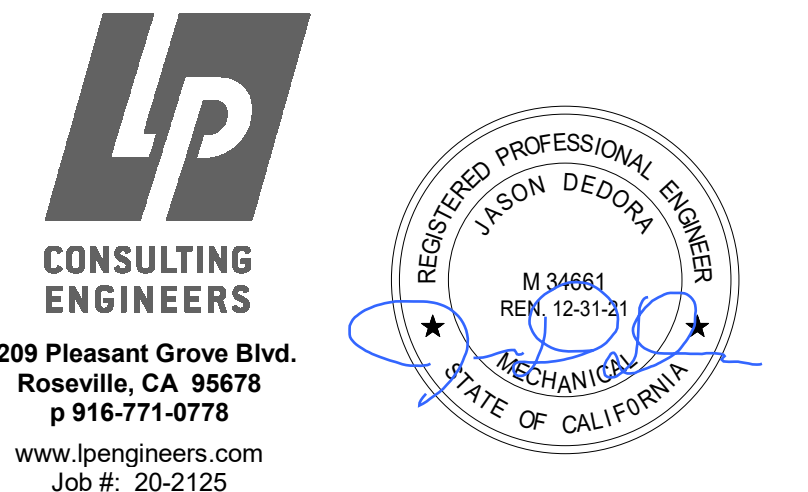 LP
CONSULTING
ENGINEERS
209 Pleasant Grove Blvd.
Roseville, CA 95678
p 916-771-0778
www.lpengineers.com
Job #: 20-2125
REGISTERED PROFESSIONAL ENGINEER
JASON DEDORA
M 34661
REN. 12-31-21
MECHANICAL
STATE OF CALIFORNIA